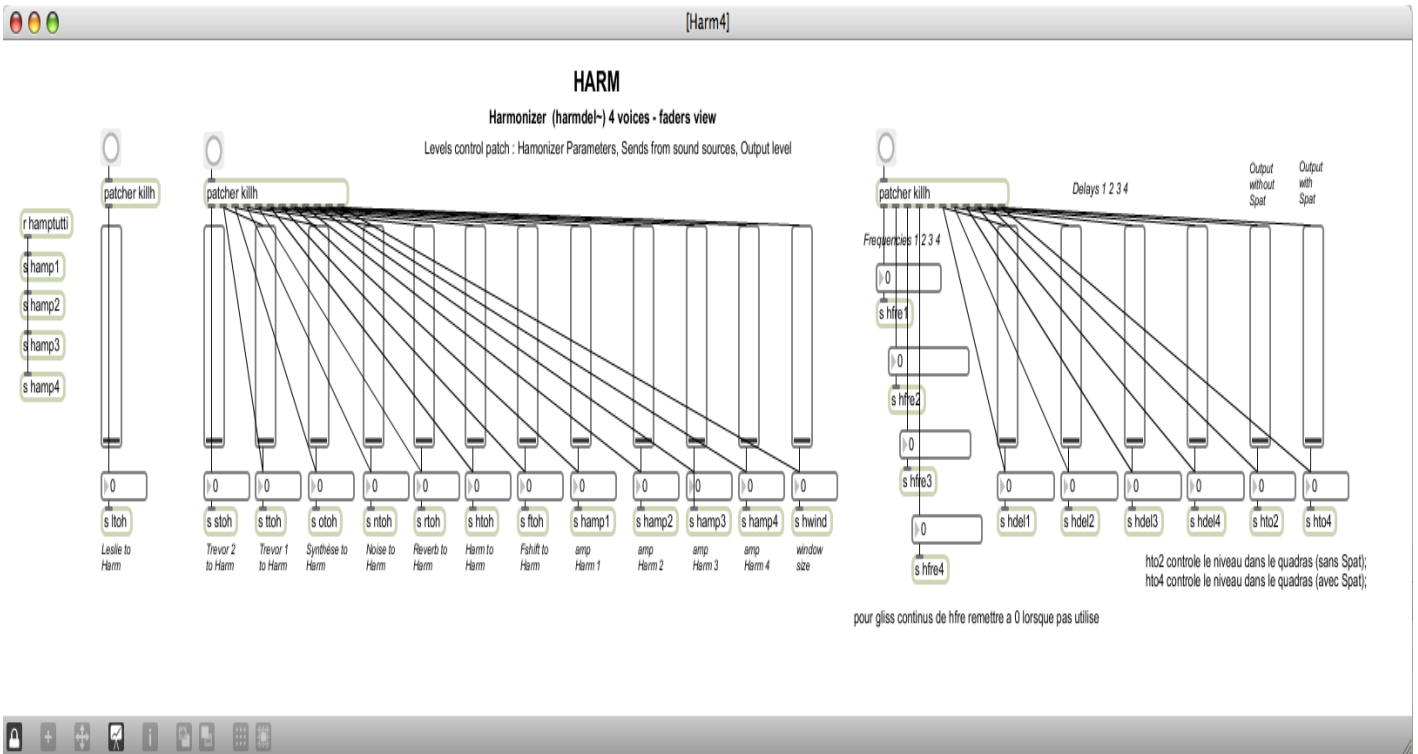 [Harm4]
HARM
Harmonizer (harmdel~) 4 voices - faders view
Levels control patch : Hamonizer Parameters, Sends from sound sources, Output level
r hamptutti
s hamp1
s hamp2
s hamp3
s hamp4
patcher killh
0
s ltoh
Leslie to
Harm
patcher killh
0
s stoh
Trevor 2
to Harm
0
s ttoh
Trevor 1
to Harm
0
s otoh
Synthèse to
Harm
0
s ntoh
Noise to
Harm
0
s rtoh
Reverb to
Harm
0
s htoh
Harm to
Harm
0
s ftoh
Fshift to
Harm
0
s hamp1
amp
Harm 1
0
s hamp2
amp
Harm 2
0
s hamp3
amp
Harm 3
0
s hamp4
amp
Harm 4
0
s hwind
window
size
patcher killh
Frequencies 1 2 3 4
0
s hfre1
0
s hfre2
0
s hfre3
0
s hfre4
Delays 1 2 3 4
0
s hdel1
0
s hdel2
0
s hdel3
0
s hdel4
Output
without
Spat
0
s hto2
Output
with
Spat
0
s hto4
hto2 controle le niveau dans le quadras (sans Spat);
hto4 controle le niveau dans le quadras (avec Spat);
pour gliss continus de hfre remettre a 0 lorsque pas utilise